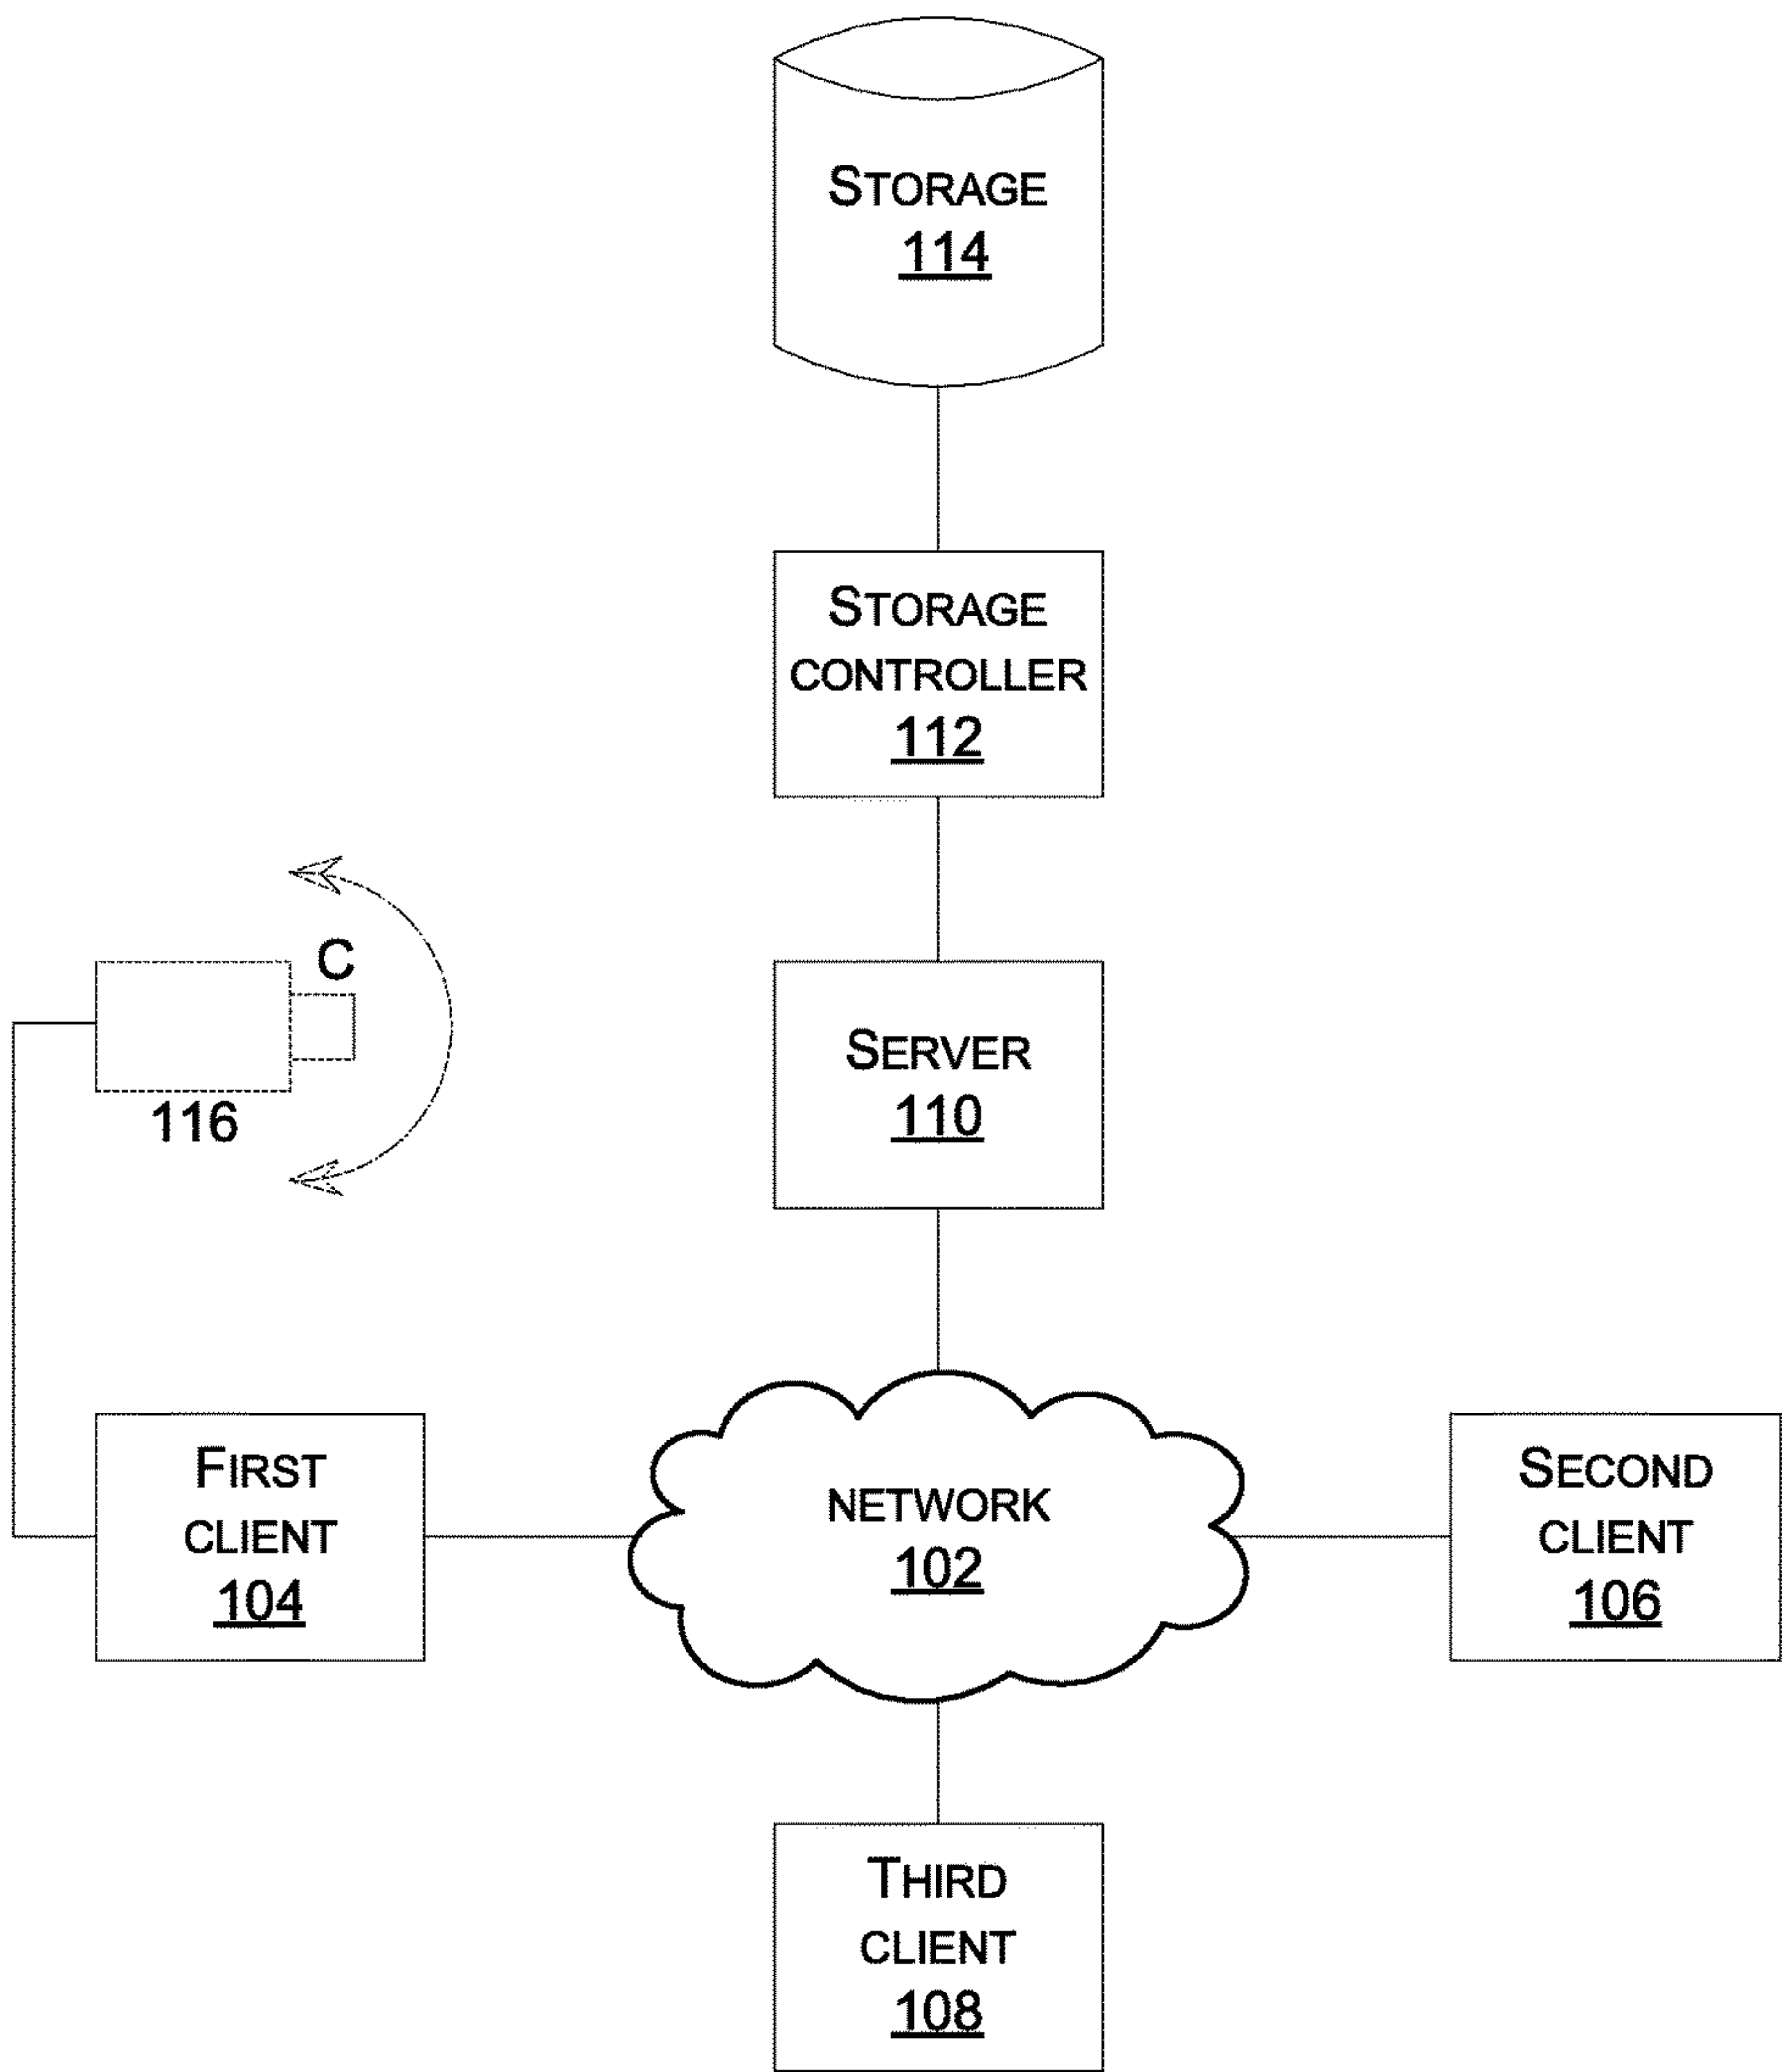 STORAGE
114
STORAGE
CONTROLLER
112
C
116
SERVER
110
FIRST
CLIENT
104
NETWORK
102
SECOND
CLIENT
106
THIRD
CLIENT
108